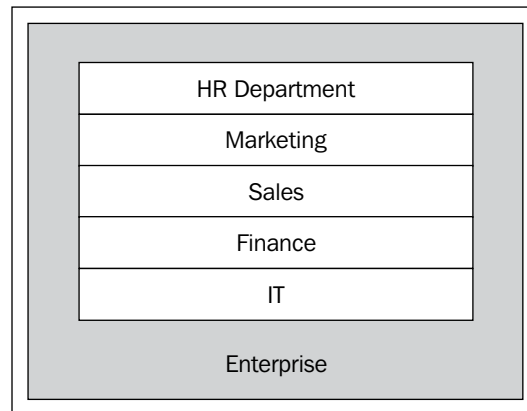 HR Department
Marketing
Sales
Finance
IT
Enterprise